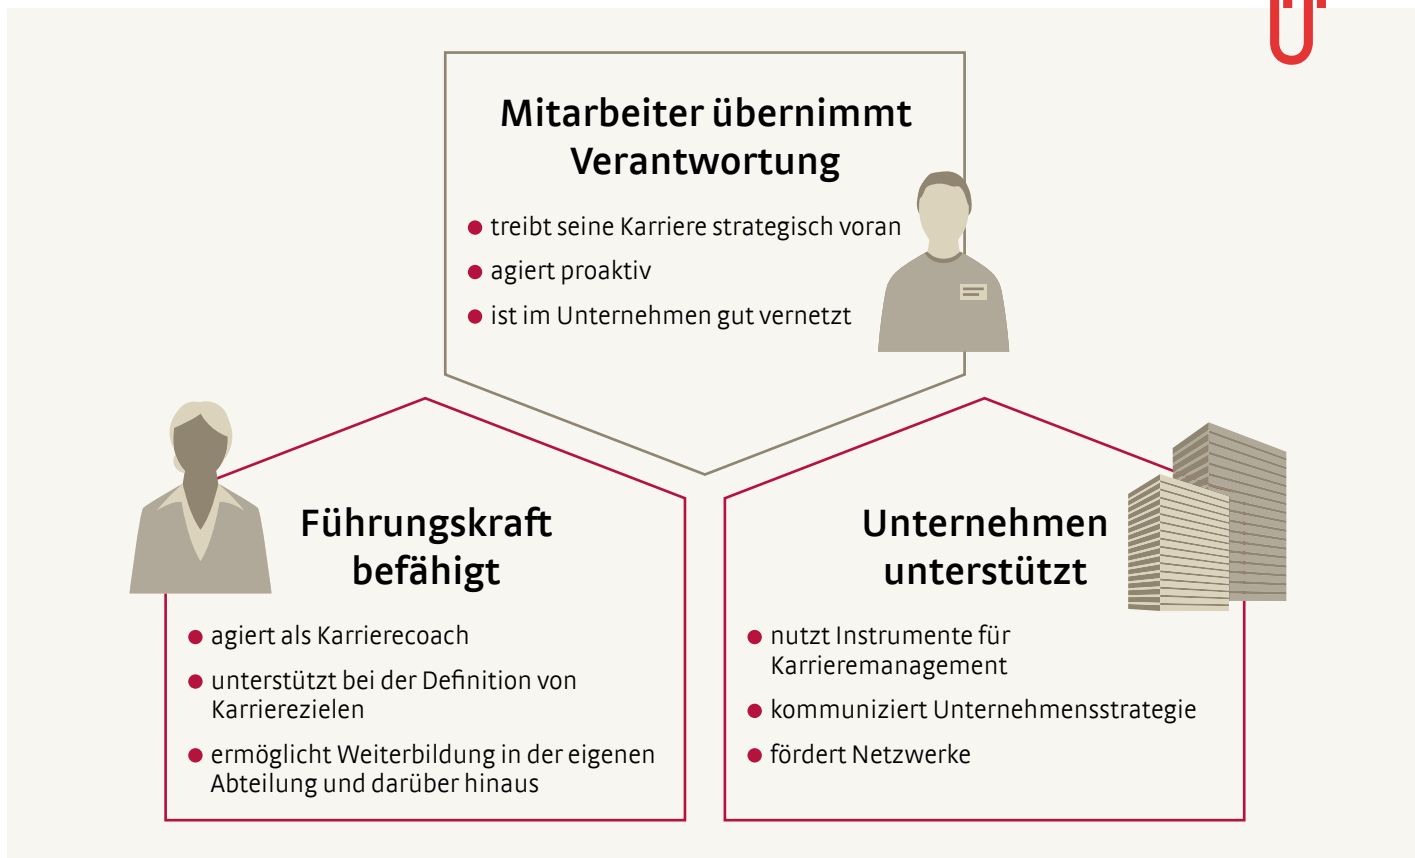 Mitarbeiter übernimmt
Verantwortung
● treibt seine Karriere strategisch voran
● agiert proaktiv
● ist im Unternehmen gut vernetzt
Führungskraft
befähigt
● agiert als Karrierecoach
● unterstützt bei der Definition von
Karrierezielen
● ermöglicht Weiterbildung in der eigenen
Abteilung und darüber hinaus
Unternehmen
unterstützt
● nutzt Instrumente für
Karrieremanagement
● kommuniziert Unternehmensstrategie
● fördert Netzwerke